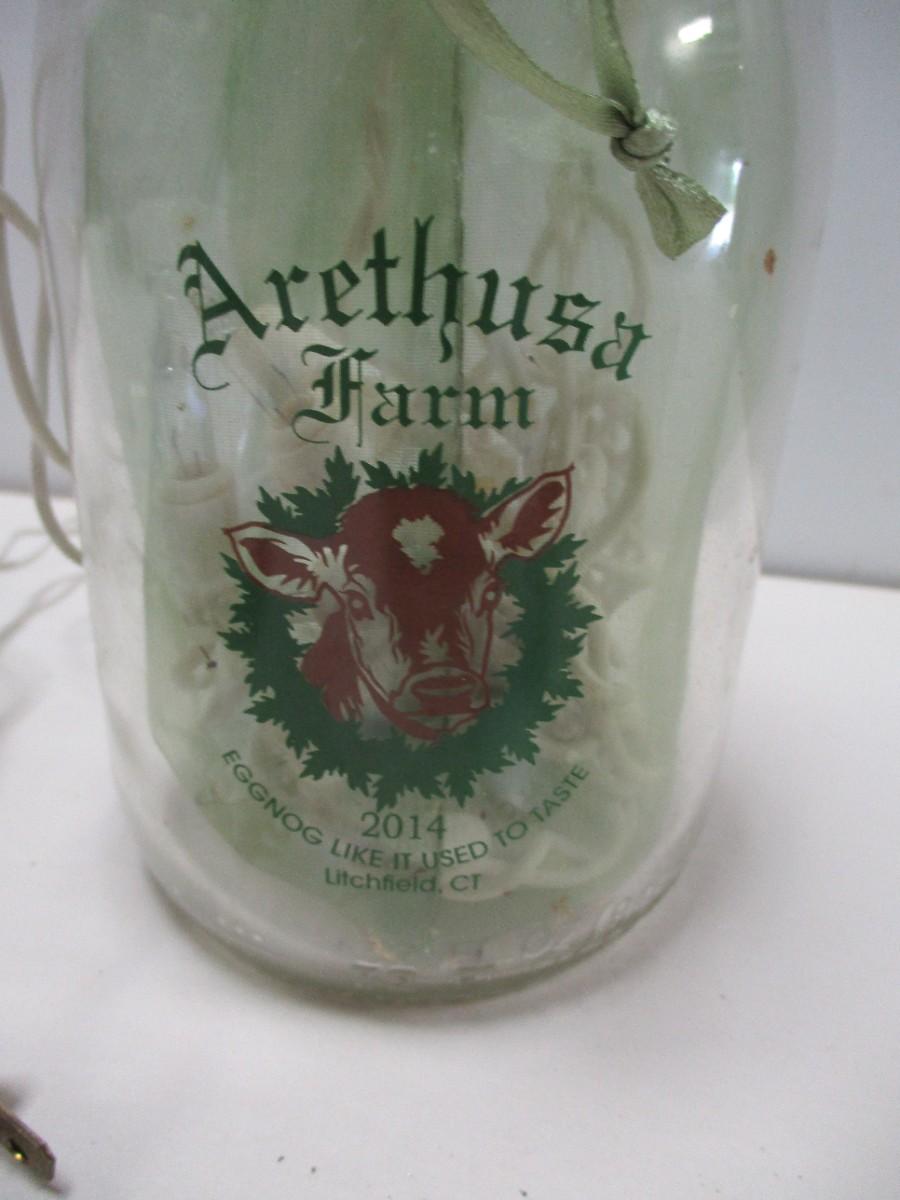 Arethusa
Farm
2014
EGGNOG LIKE IT USED TO TASTE
Litchfield, CT